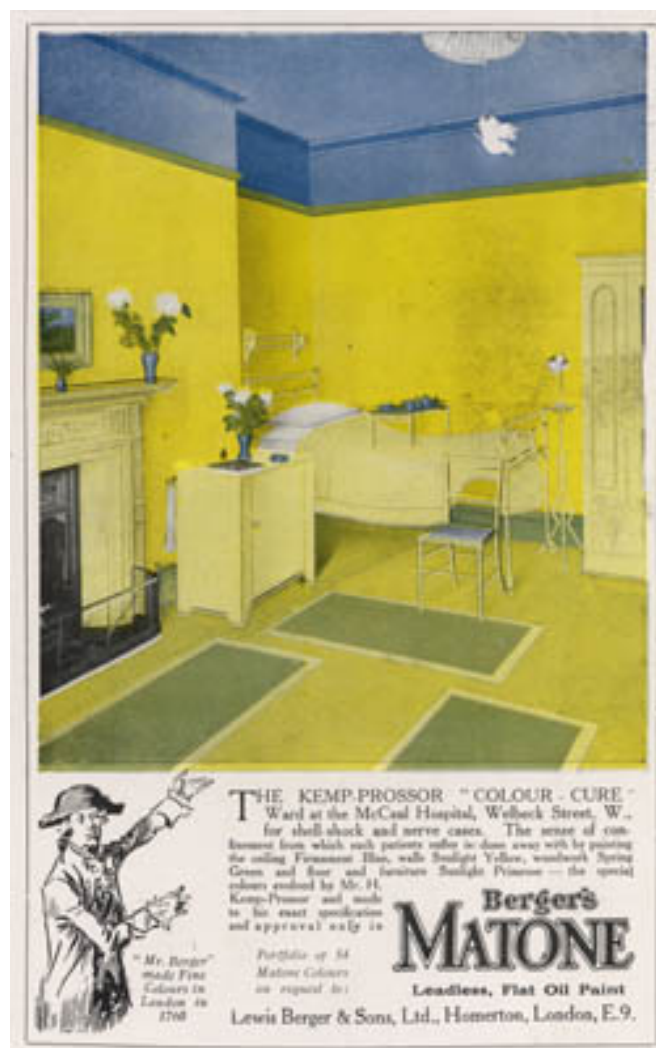 THE KEMP-PROSSOR "COLOUR-CURE"
Ward at the McCaul Hospital, Welbeck Street, W.,
for shell-shock and nerve cases. The sense of con-
finement from which such patients suffer is done away with by painting
the ceiling Firmament Blue, walls Sunlight Yellow, woodwork Spring
Green and floor and furniture Sunlight Primrose — the special
colours evolved by Mr. H.
Kemp-Prossor and made
to his exact specification
and approval only in
Berger's
MATONE
Leadless, Flat Oil Paint
"Mr. Berger"
made Fine
Colours in
London in
1760
Portfolio of 54
Matone Colours
on request to:
Lewis Berger & Sons, Ltd., Homerton, London, E.9.